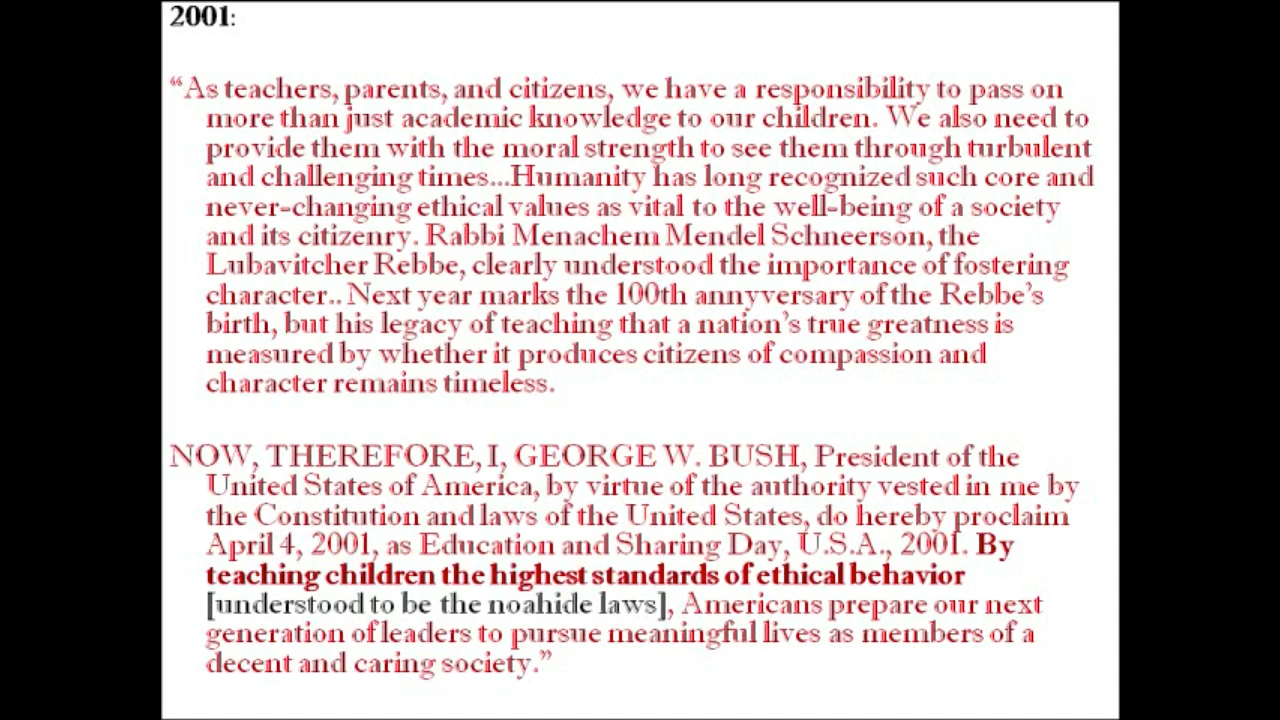 2001:
“As teachers, parents, and citizens, we have a responsibility to pass on
more than just academic knowledge to our children. We also need to
provide them with the moral strength to see them through turbulent
and challenging times...Humanity has long recognized such core and
never-changing ethical values as vital to the well-being of a society
and its citizenry. Rabbi Menachem Mendel Schneerson, the
Lubavitcher Rebbe, clearly understood the importance of fostering
character.. Next year marks the 100th annyversary of the Rebbe’s
birth, but his legacy of teaching that a nation’s true greatness is
measured by whether it produces citizens of compassion and
character remains timeless.
NOW, THEREFORE, I, GEORGE W. BUSH, President of the
United States of America, by virtue of the authority vested in me by
the Constitution and laws of the United States, do hereby proclaim
April 4, 2001, as Education and Sharing Day, U.S.A., 2001. By
teaching children the highest standards of ethical behavior
[understood to be the noahide laws], Americans prepare our next
generation of leaders to pursue meaningful lives as members of a
decent and caring society.”